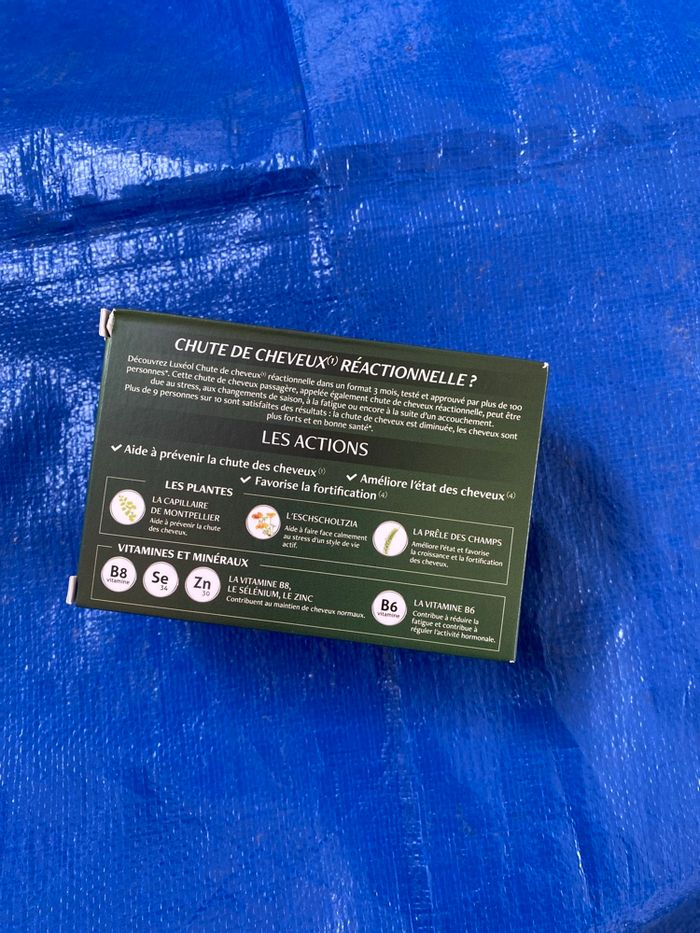 CHUTE DE CHEVEUX⁽¹⁾ RÉACTIONNELLE ?
Découvrez Luxéol Chute de cheveux⁽¹⁾ réactionnelle dans un format 3 mois, testé et approuvé par plus de 100
personnes*. Cette chute de cheveux passagère, appelée également chute de cheveux réactionnelle, peut être
due au stress, aux changements de saison, à la fatigue ou encore à la suite d'un accouchement.
Plus de 9 personnes sur 10 sont satisfaites des résultats : la chute de cheveux est diminuée, les cheveux sont
plus forts et en bonne santé*.
LES ACTIONS
✓ Aide à prévenir la chute des cheveux ⁽¹⁾
✓ Améliore l'état des cheveux ⁽⁴⁾
✓ Favorise la fortification ⁽⁴⁾
LES PLANTES
LA CAPILLAIRE
DE MONTPELLIER
Aide à prévenir la chute
des cheveux.
L'ESCHSCHOLTZIA
Aide à faire face calmement
au stress d'un style de vie
actif.
LA PRÊLE DES CHAMPS
Améliore l'état et favorise
la croissance et la fortification
des cheveux.
VITAMINES ET MINÉRAUX
B8
vitamine
Se
34
Zn
30
LA VITAMINE B8,
LE SÉLÉNIUM, LE ZINC
Contribuent au maintien de cheveux normaux.
B6
vitamine
LA VITAMINE B6
Contribue à réduire la
fatigue et contribue à
réguler l'activité hormonale.